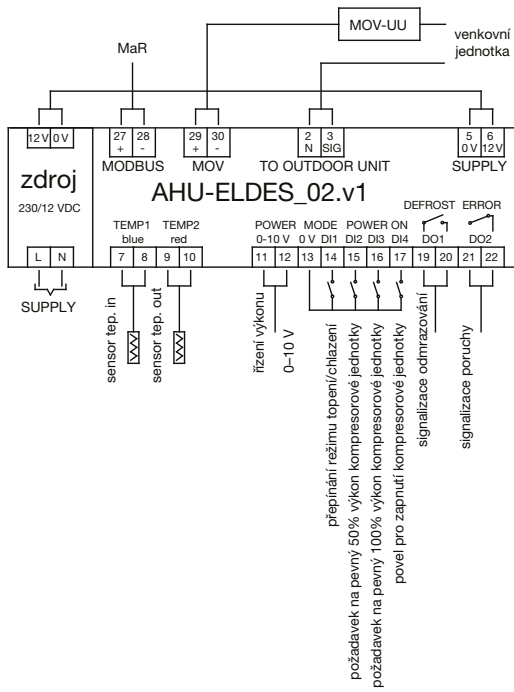 MOV-UU
venkovní
jednotka
MaR
12 V 0 V
27 28
+ -
MODBUS
29 30
+ -
MOV
2 3
N SIG
TO OUTDOOR UNIT
5 6
0 V 12 V
SUPPLY
zdroj
230/12 VDC
AHU-ELDES_02.v1
L N
SUPPLY
TEMP1 TEMP2
blue red
7 8 9 10
POWER MODE POWER ON
0-10 V 0 V DI1 DI2 DI3 DI4
11 12 13 14 15 16 17
DEFROST ERROR
DO1 DO2
19 20 21 22
sensor tep. in
sensor tep. out
řízení výkonu
0–10 V
přepínání režimu topení/chlazení
požadavek na pevný 50% výkon kompresorové jednotky
požadavek na pevný 100% výkon kompresorové jednotky
povel pro zapnutí kompresorové jednotky
signalizace odmrazování
signalizace poruchy